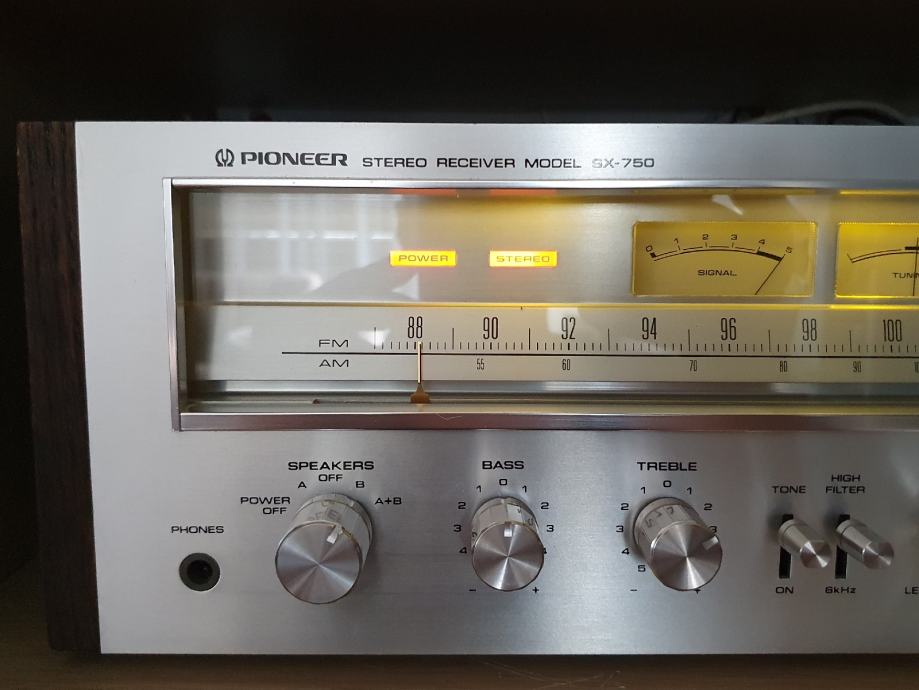 PIONEER STEREO RECEIVER MODEL SX-750
POWER STEREO
0 1 2 3 4 5
SIGNAL
FM 88 90 92 94 96 98 100
AM 55 60 70 80 90
SPEAKERS
A OFF B
POWER OFF A+B
PHONES
BASS
1 0 1
2 2
3 3
4 4
- +
TREBLE
1 0 1
2 2
3 3
4
5
- +
TONE
ON
HIGH FILTER
6kHz